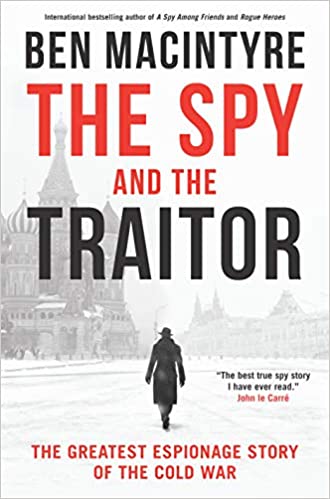 International bestselling author of A Spy Among Friends and Rogue Heroes
BEN MACINTYRE
THE SPY
AND THE
TRAITOR
"The best true spy story
I have ever read."
John le Carré
THE GREATEST ESPIONAGE STORY
OF THE COLD WAR